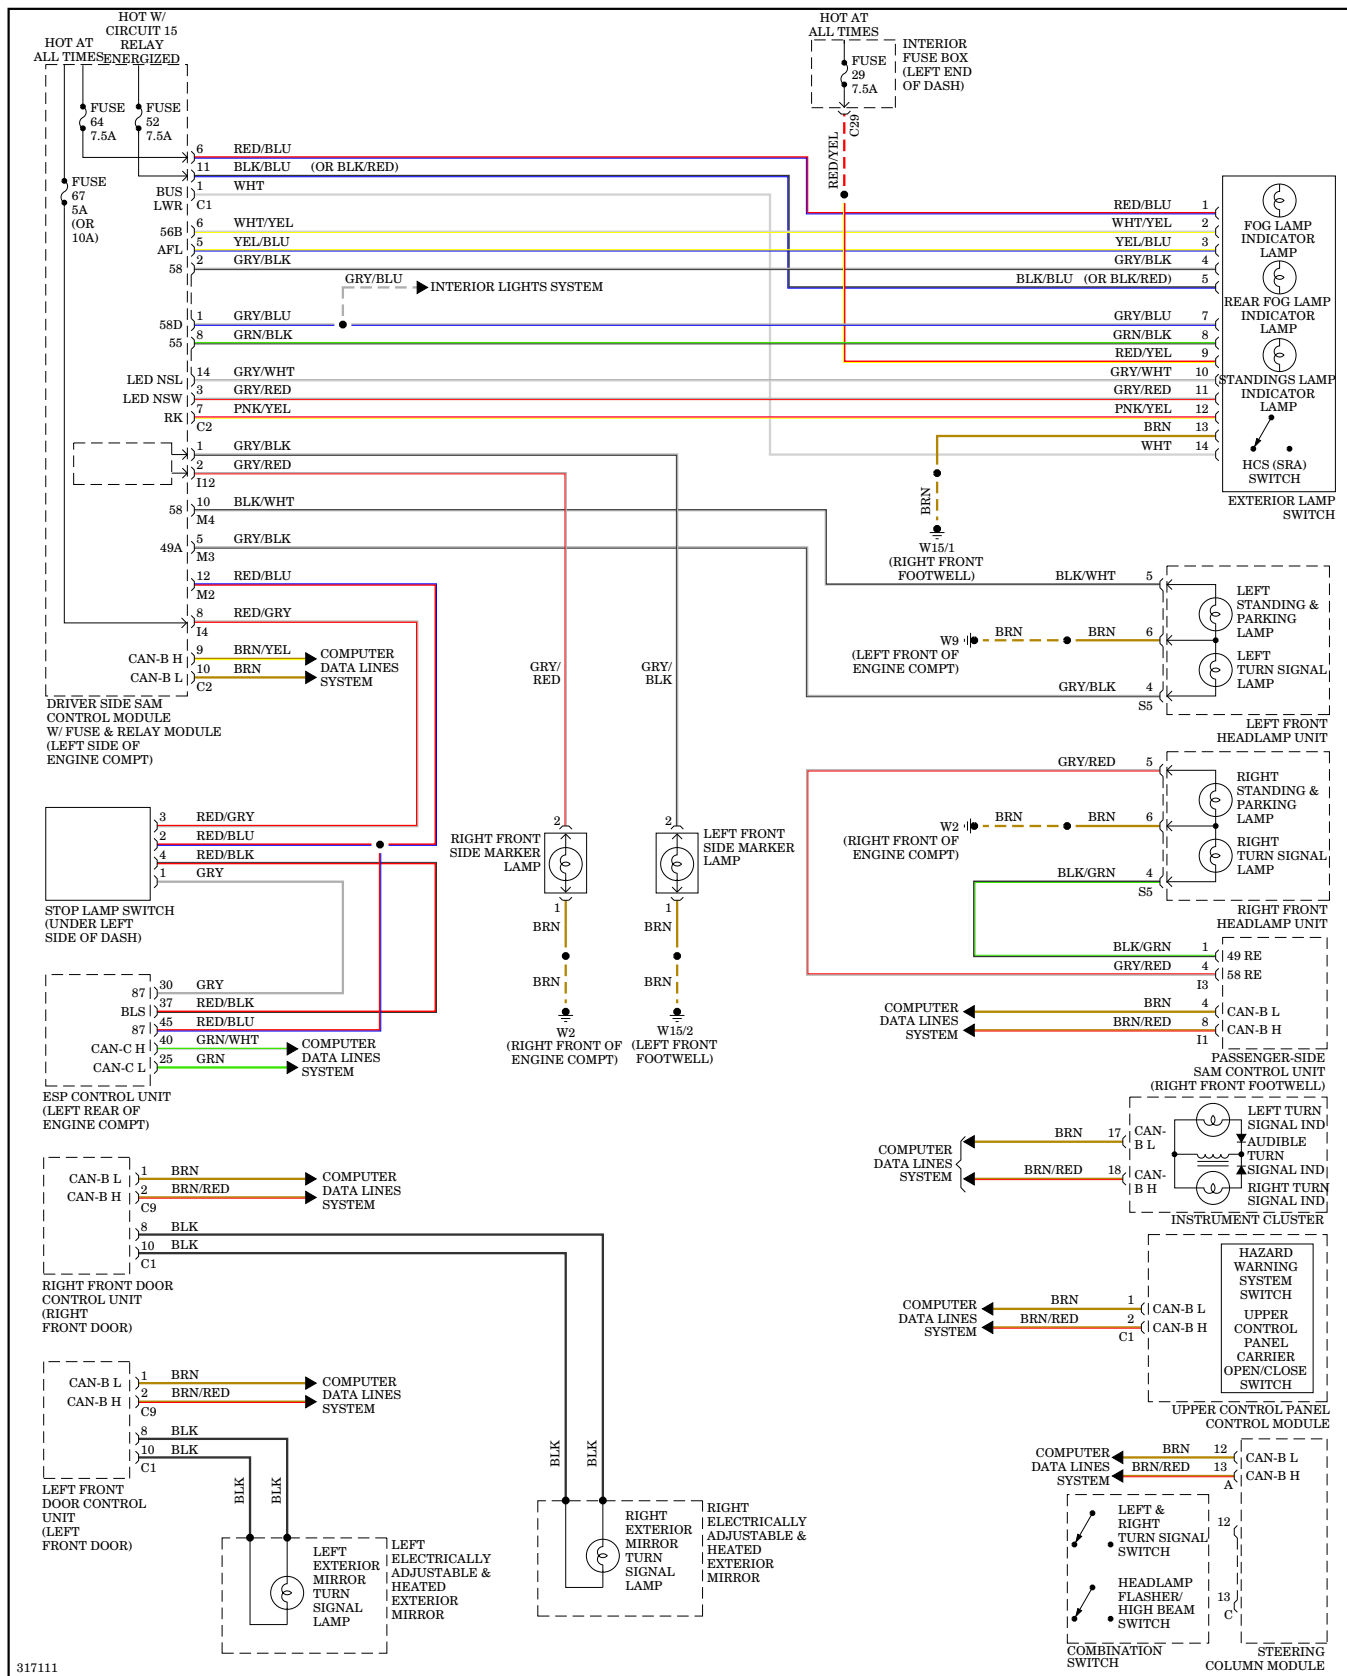 HOT AT
ALL TIMES
HOT W/
CIRCUIT 15
RELAY
ENERGIZED
FUSE
64
7.5A
FUSE
52
7.5A
FUSE
67
5A
(OR
10A)
HOT AT
ALL TIMES
FUSE
29
7.5A
INTERIOR
FUSE BOX
(LEFT END
OF DASH)
C29
RED/YEL
6 RED/BLU
11 BLK/BLU (OR BLK/RED)
BUS 1 WHT
LWR C1
56B 6 WHT/YEL
AFL 5 YEL/BLU
58 2 GRY/BLK
GRY/BLU INTERIOR LIGHTS SYSTEM
58D 1 GRY/BLU
55 8 GRN/BLK
LED NSL 14 GRY/WHT
LED NSW 3 GRY/RED
RK 7 PNK/YEL
C2
1 GRY/BLK
2 GRY/RED
I12
58 10 BLK/WHT
M4
49A 5 GRY/BLK
M3
12 RED/BLU
M2
8 RED/GRY
I4
CAN-B H 9 BRN/YEL
CAN-B L 10 BRN
C2
COMPUTER
DATA LINES
SYSTEM
DRIVER SIDE SAM
CONTROL MODULE
W/ FUSE & RELAY MODULE
(LEFT SIDE OF
ENGINE COMPT)
RED/BLU 1
WHT/YEL 2
YEL/BLU 3
GRY/BLK 4
BLK/BLU (OR BLK/RED) 5
GRY/BLU 7
GRN/BLK 8
RED/YEL 9
GRY/WHT 10
GRY/RED 11
PNK/YEL 12
BRN 13
WHT 14
FOG LAMP
INDICATOR
LAMP
REAR FOG LAMP
INDICATOR
LAMP
STANDINGS LAMP
INDICATOR
LAMP
HCS (SRA)
SWITCH
EXTERIOR LAMP
SWITCH
BRN
W15/1
(RIGHT FRONT
FOOTWELL)
BLK/WHT 5
W9 BRN BRN 6
(LEFT FRONT OF
ENGINE COMPT)
GRY/BLK 4
S5
LEFT
STANDING &
PARKING
LAMP
LEFT
TURN SIGNAL
LAMP
LEFT FRONT
HEADLAMP UNIT
GRY/RED 5
W2 BRN BRN 6
(RIGHT FRONT OF
ENGINE COMPT)
BLK/GRN 4
S5
RIGHT
STANDING &
PARKING
LAMP
RIGHT
TURN SIGNAL
LAMP
RIGHT FRONT
HEADLAMP UNIT
GRY/
RED
GRY/
BLK
3 RED/GRY
2 RED/BLU
4 RED/BLK
1 GRY
STOP LAMP SWITCH
(UNDER LEFT
SIDE OF DASH)
2
RIGHT FRONT
SIDE MARKER
LAMP
1
BRN
BRN
W2
(RIGHT FRONT OF
ENGINE COMPT)
2
LEFT FRONT
SIDE MARKER
LAMP
1
BRN
BRN
W15/2
(LEFT FRONT
FOOTWELL)
BLK/GRN 1 49 RE
GRY/RED 4 58 RE
I3
BRN 4 CAN-B L
BRN/RED 8 CAN-B H
I1
COMPUTER
DATA LINES
SYSTEM
PASSENGER-SIDE
SAM CONTROL UNIT
(RIGHT FRONT FOOTWELL)
87 30 GRY
BLS 37 RED/BLK
87 45 RED/BLU
CAN-C H 40 GRN/WHT
CAN-C L 25 GRN
COMPUTER
DATA LINES
SYSTEM
ESP CONTROL UNIT
(LEFT REAR OF
ENGINE COMPT)
COMPUTER
DATA LINES
SYSTEM
BRN 17 CAN-
B L
BRN/RED 18 CAN-
B H
LEFT TURN
SIGNAL IND
AUDIBLE
TURN
SIGNAL IND
RIGHT TURN
SIGNAL IND
INSTRUMENT CLUSTER
CAN-B L 1 BRN
CAN-B H 2 BRN/RED
C9
COMPUTER
DATA LINES
SYSTEM
8 BLK
10 BLK
C1
RIGHT FRONT DOOR
CONTROL UNIT
(RIGHT
FRONT DOOR)
COMPUTER
DATA LINES
SYSTEM
BRN 1 CAN-B L
BRN/RED 2 CAN-B H
C1
HAZARD
WARNING
SYSTEM
SWITCH
UPPER
CONTROL
PANEL
CARRIER
OPEN/CLOSE
SWITCH
UPPER CONTROL PANEL
CONTROL MODULE
CAN-B L 1 BRN
CAN-B H 2 BRN/RED
C9
COMPUTER
DATA LINES
SYSTEM
8 BLK
10 BLK
C1
LEFT FRONT
DOOR CONTROL
UNIT
(LEFT
FRONT DOOR)
BLK
BLK
BLK
BLK
LEFT
EXTERIOR
MIRROR
TURN
SIGNAL
LAMP
LEFT
ELECTRICALLY
ADJUSTABLE &
HEATED
EXTERIOR
MIRROR
RIGHT
EXTERIOR
MIRROR
TURN
SIGNAL
LAMP
RIGHT
ELECTRICALLY
ADJUSTABLE &
HEATED
EXTERIOR
MIRROR
COMPUTER
DATA LINES
SYSTEM
BRN 12 CAN-B L
BRN/RED 13 CAN-B H
A
LEFT &
RIGHT
TURN SIGNAL
SWITCH
HEADLAMP
FLASHER/
HIGH BEAM
SWITCH
12
13
C
COMBINATION
SWITCH
STEERING
COLUMN MODULE
317111